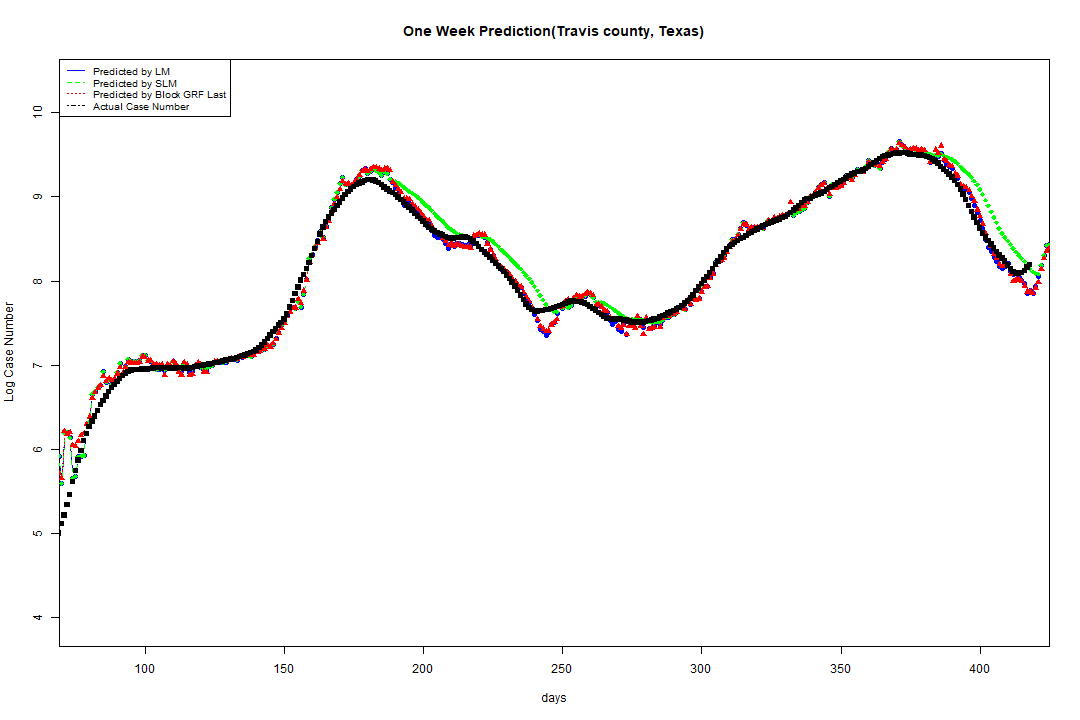 One Week Prediction(Travis county, Texas)
Predicted by LM
Predicted by SLM
Predicted by Block GRF Last
Actual Case Number
10
9
8
7
6
5
4
Log Case Number
100 150 200 250 300 350 400
days